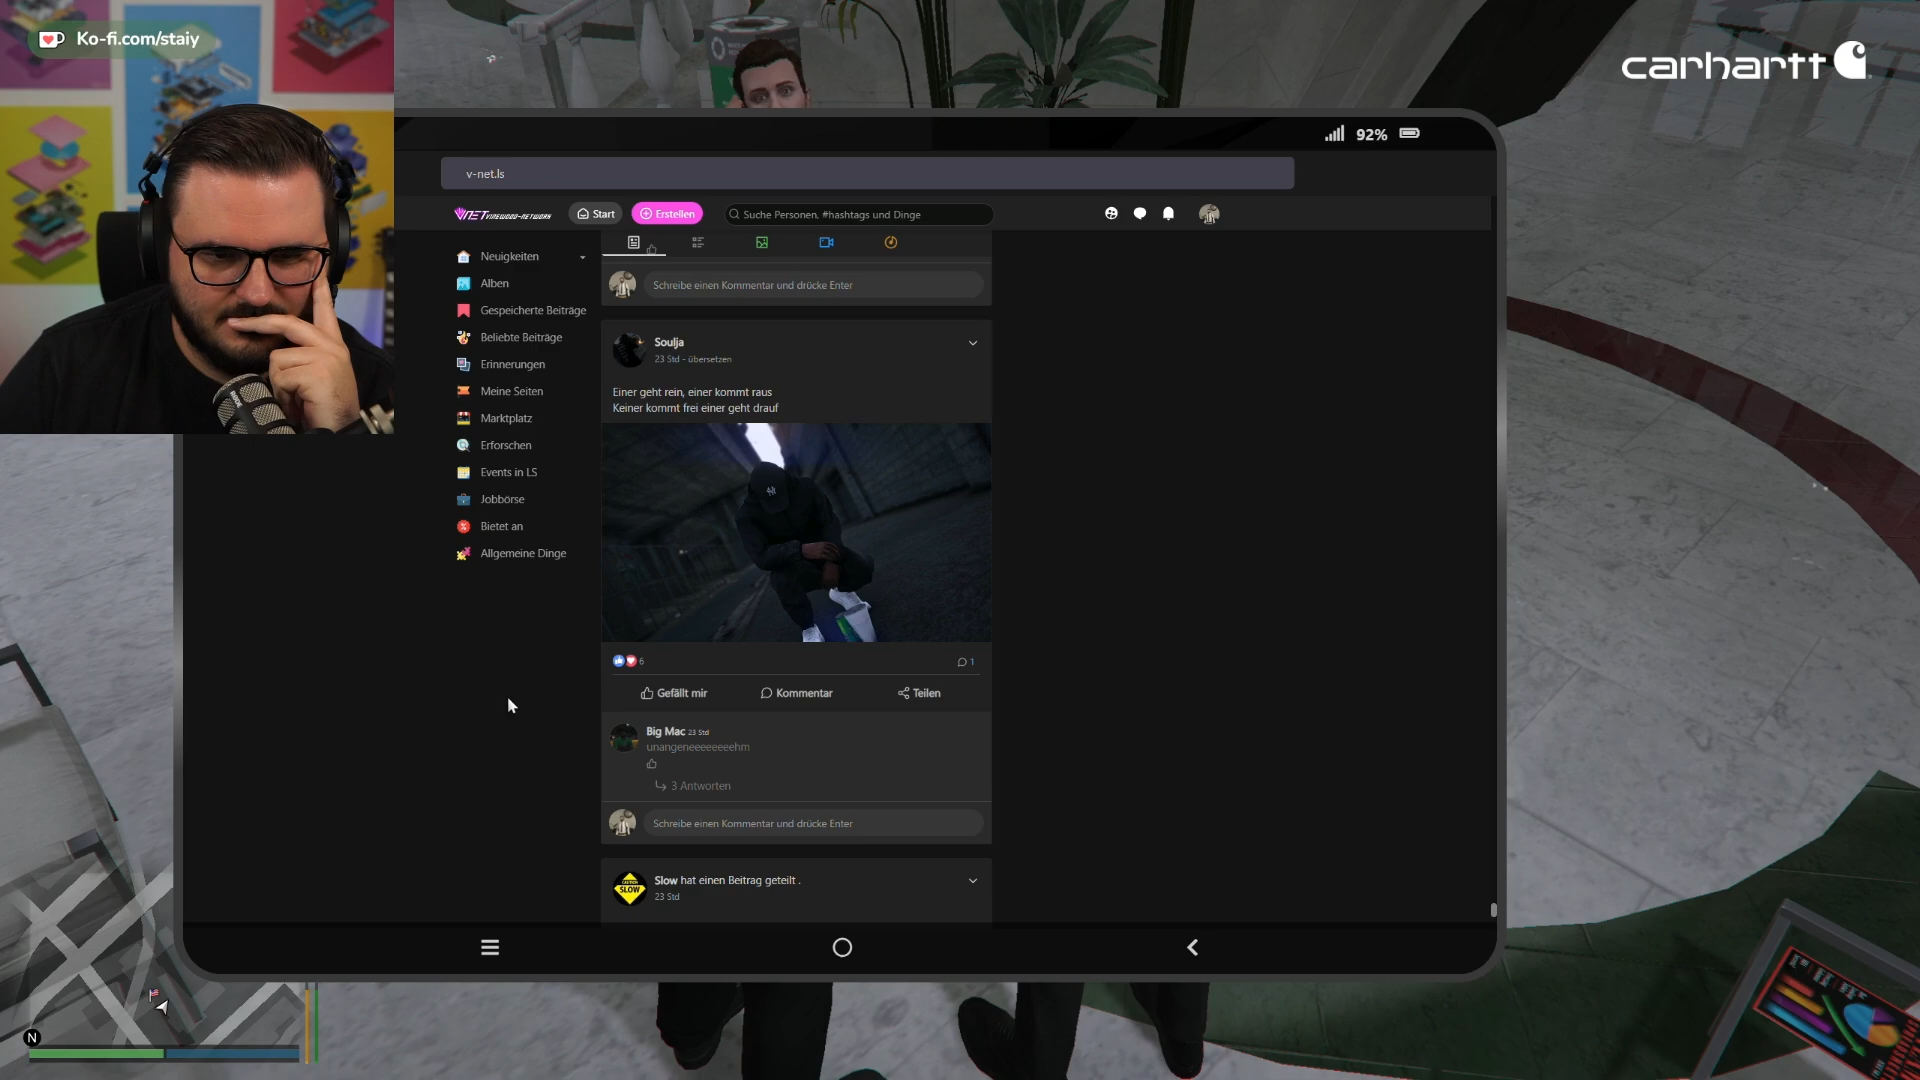 Ko-fi.com/staiy
carhartt
92%
v-net.ls
VNET VINEWOOD-NETWORK
Start
Erstellen
Suche Personen, #hashtags und Dinge
Neuigkeiten
Alben
Gespeicherte Beiträge
Beliebte Beiträge
Erinnerungen
Meine Seiten
Marktplatz
Erforschen
Events in LS
Jobbörse
Bietet an
Allgemeine Dinge
Schreibe einen Kommentar und drücke Enter
Soulja
23 Std - übersetzen
Einer geht rein, einer kommt raus
Keiner kommt frei einer geht drauf
6
1
Gefällt mir
Kommentar
Teilen
Big Mac 23 Std
unangeneeeeeeeehm
3 Antworten
Schreibe einen Kommentar und drücke Enter
SLOW
Slow hat einen Beitrag geteilt .
23 Std
N